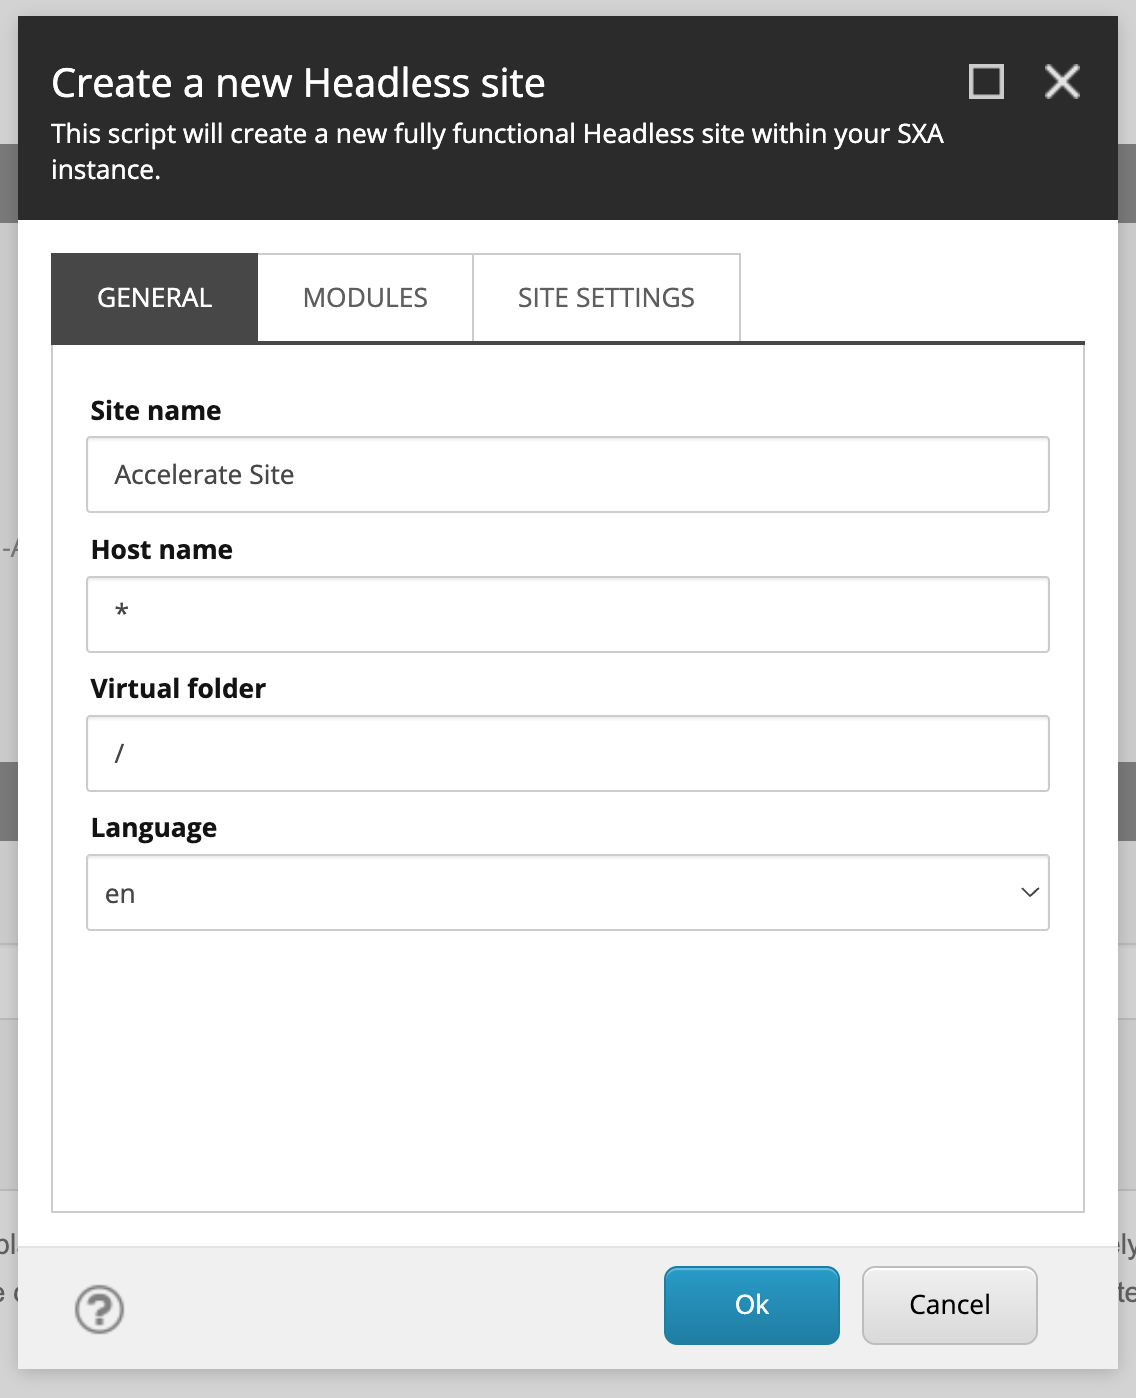 Create a new Headless site
This script will create a new fully functional Headless site within your SXA
instance.
GENERAL
MODULES
SITE SETTINGS
Site name
Accelerate Site
Host name
*
Virtual folder
/
Language
en
?
Ok
Cancel